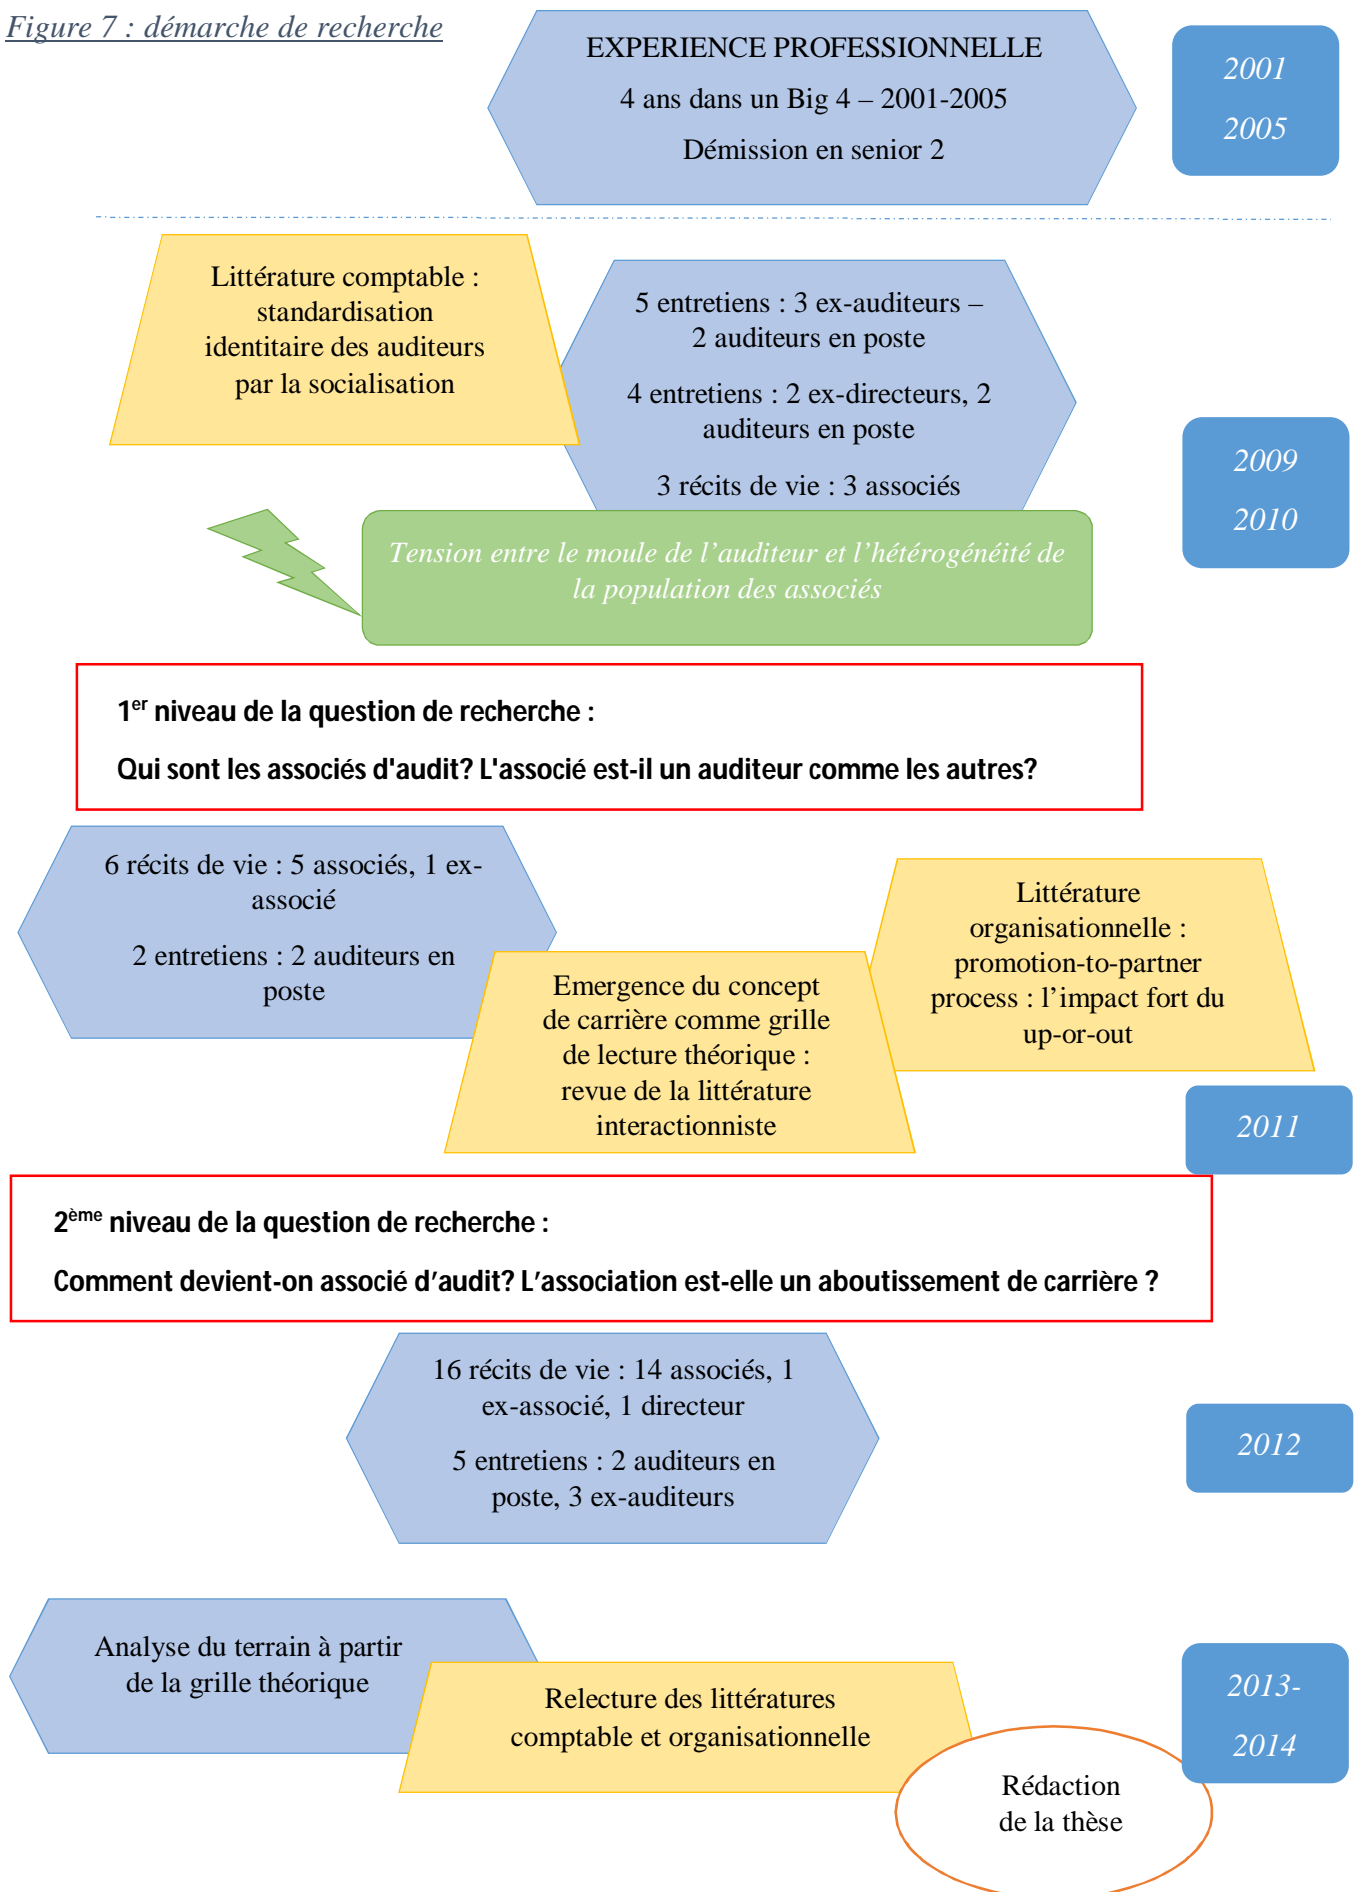 Figure 7 : démarche de recherche
EXPERIENCE PROFESSIONNELLE
4 ans dans un Big 4 – 2001-2005
Démission en senior 2
2001
2005
Littérature comptable :
standardisation
identitaire des auditeurs
par la socialisation
5 entretiens : 3 ex-auditeurs –
2 auditeurs en poste
4 entretiens : 2 ex-directeurs, 2
auditeurs en poste
3 récits de vie : 3 associés
2009
2010
Tension entre le moule de l’auditeur et l’hétérogénéité de
la population des associés
1er niveau de la question de recherche :
Qui sont les associés d'audit? L'associé est-il un auditeur comme les autres?
6 récits de vie : 5 associés, 1 ex-
associé
2 entretiens : 2 auditeurs en
poste
Emergence du concept
de carrière comme grille
de lecture théorique :
revue de la littérature
interactionniste
Littérature
organisationnelle :
promotion-to-partner
process : l’impact fort du
up-or-out
2011
2ème niveau de la question de recherche :
Comment devient-on associé d’audit? L’association est-elle un aboutissement de carrière ?
16 récits de vie : 14 associés, 1
ex-associé, 1 directeur
5 entretiens : 2 auditeurs en
poste, 3 ex-auditeurs
2012
Analyse du terrain à partir
de la grille théorique
Relecture des littératures
comptable et organisationnelle
2013-
2014
Rédaction
de la thèse